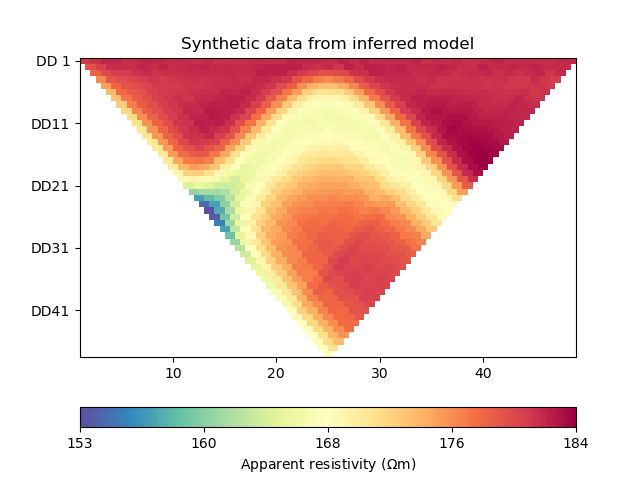 Synthetic data from inferred model
DD 1
DD11
DD21
DD31
DD41
10 20 30 40
153 160 168 176 184
Apparent resistivity (Ωm)